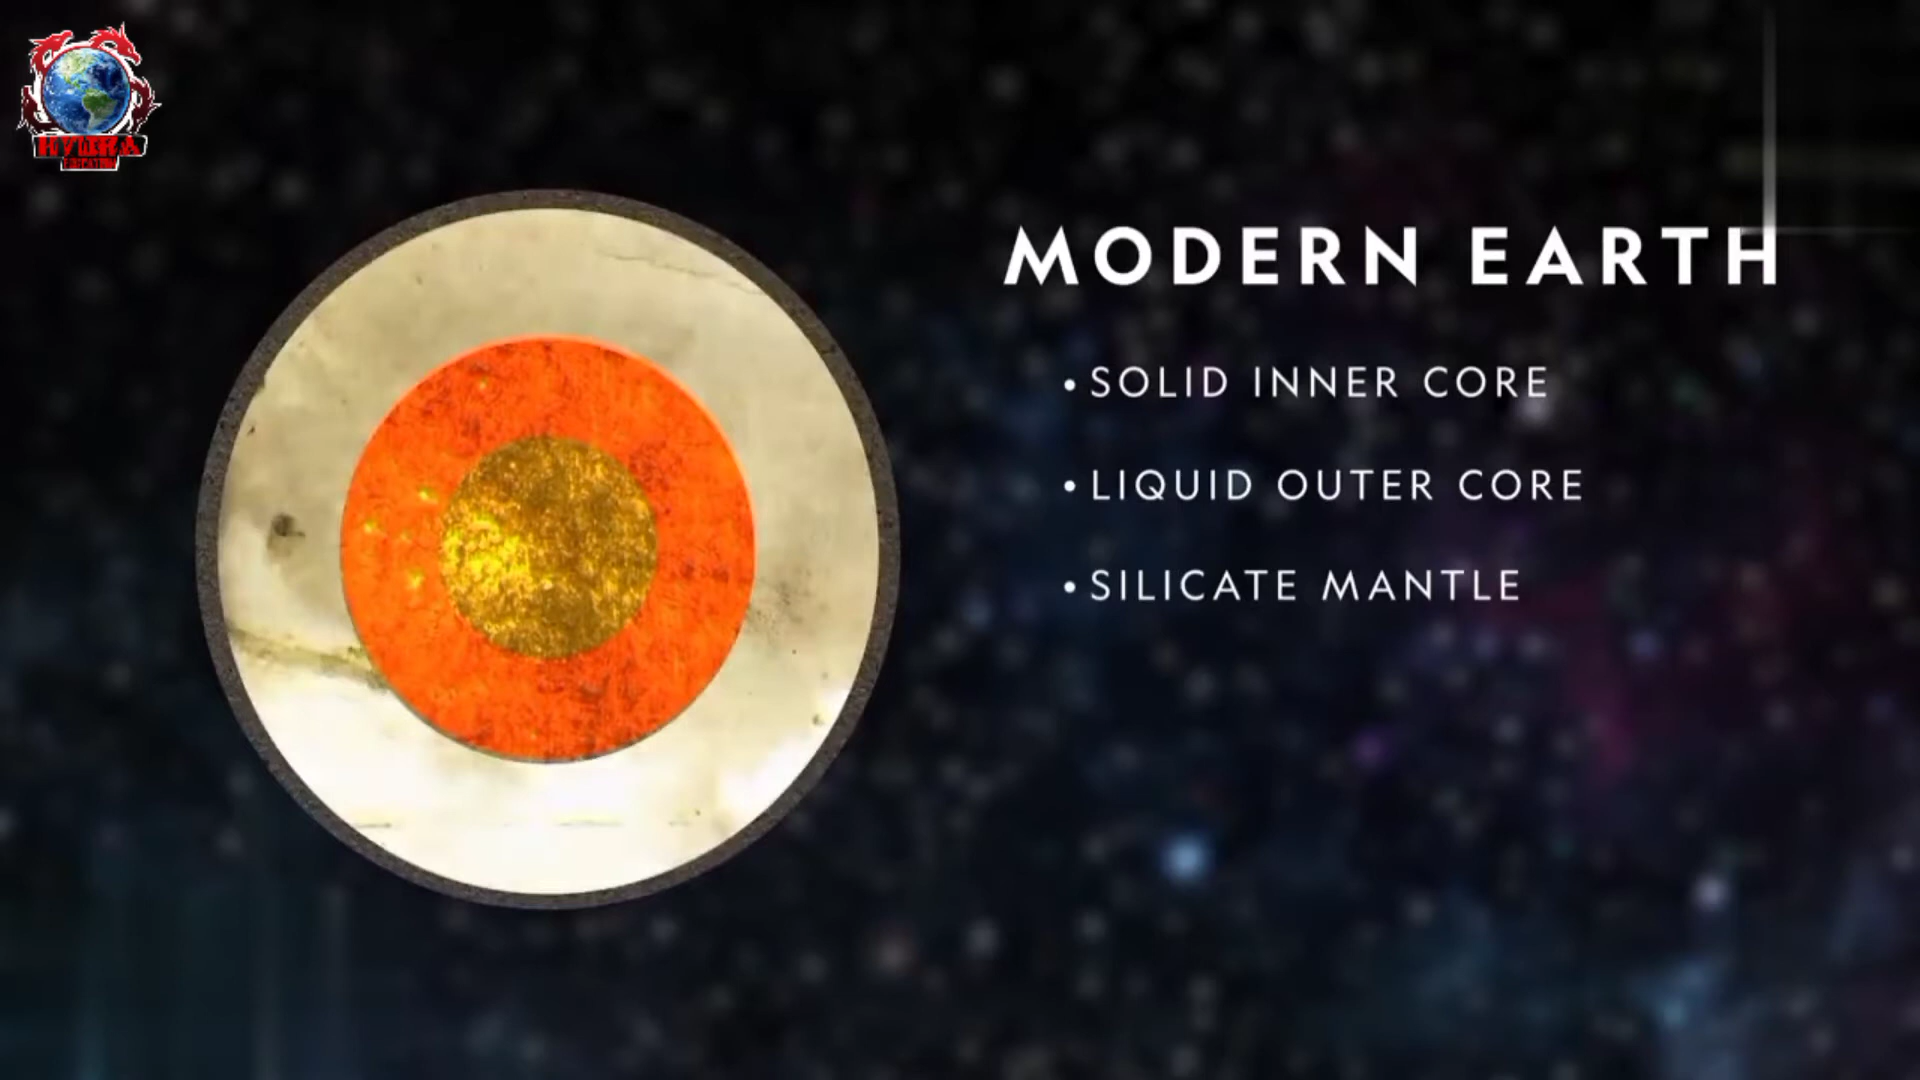 MODERN EARTH
• SOLID INNER CORE
• LIQUID OUTER CORE
• SILICATE MANTLE